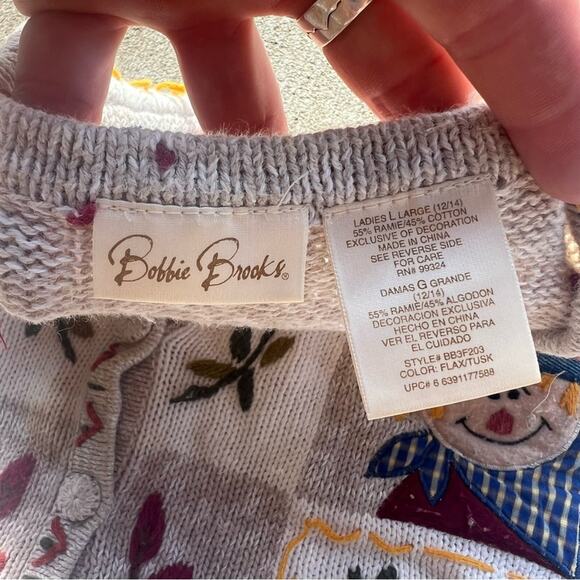 Bobbie Brooks®
LADIES L LARGE (12/14)
55% RAMIE/45% COTTON
EXCLUSIVE OF DECORATION
MADE IN CHINA
SEE REVERSE SIDE
FOR CARE
RN# 99324
DAMAS G GRANDE
(12/14)
55% RAMIE/45% ALGODON
DECORACION EXCLUSIVA
HECHO EN CHINA
VER EL REVERSO PARA
EL CUIDADO
STYLE# BB3F203
COLOR: FLAX/TUSK
UPC# 6 6391177588